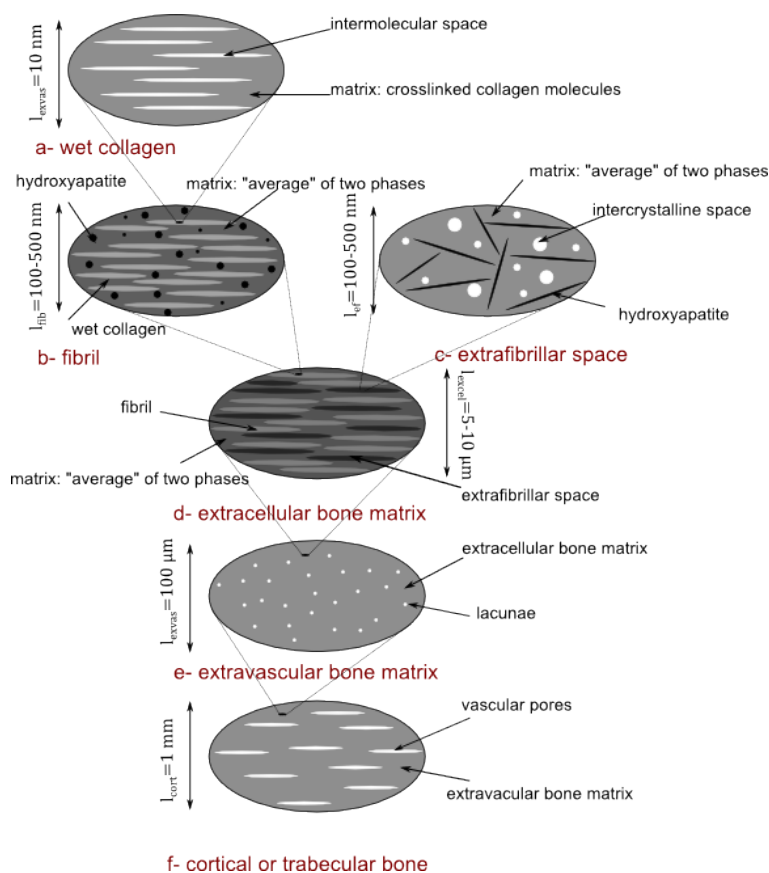 intermolecular space
l_exvas=10 nm
matrix: crosslinked collagen molecules
a- wet collagen
matrix: "average" of two phases
hydroxyapatite
matrix: "average" of two phases
intercrystalline space
l_fib=100-500 nm
l_ef=100-500 nm
wet collagen
hydroxyapatite
b- fibril
c- extrafibrillar space
fibril
l_excel=5-10 μm
matrix: "average" of two phases
extrafibrillar space
d- extracellular bone matrix
extracellular bone matrix
l_exvas=100 μm
lacunae
e- extravascular bone matrix
vascular pores
l_cort=1 mm
extravacular bone matrix
f- cortical or trabecular bone